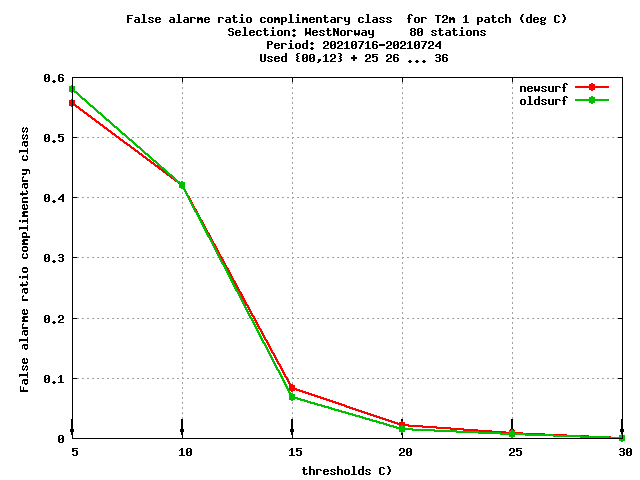 False alarme ratio complimentary class  for T2m 1 patch (deg C)
Selection: WestNorway     80 stations
Period: 20210716-20210724
Used {00,12} + 25 26 ... 36
newsurf
oldsurf
0.6
0.5
0.4
0.3
0.2
0.1
0
False alarme ratio complimentary class
5 10 15 20 25 30
thresholds C)